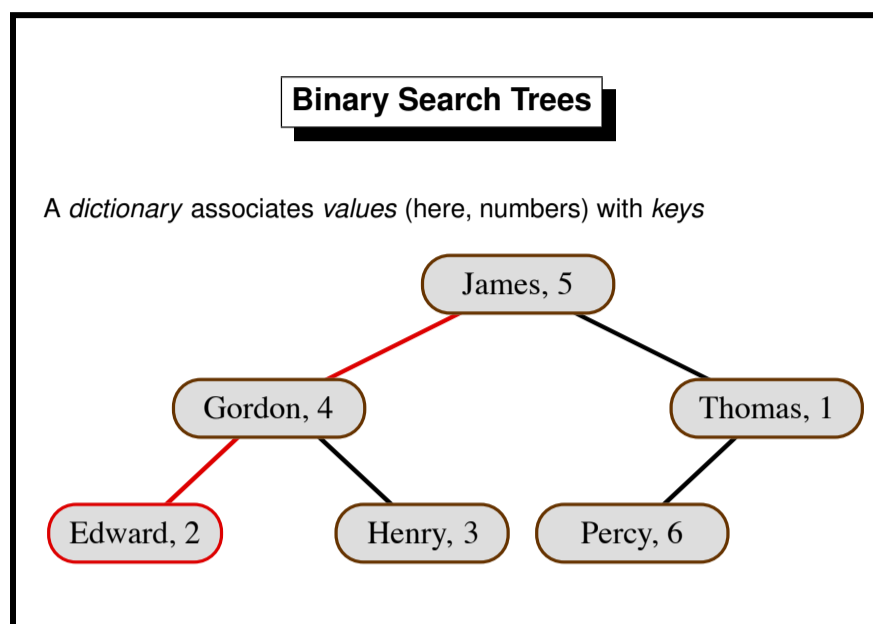 Binary Search Trees
A dictionary associates values (here, numbers) with keys
James, 5
Gordon, 4
Thomas, 1
Edward, 2
Henry, 3
Percy, 6